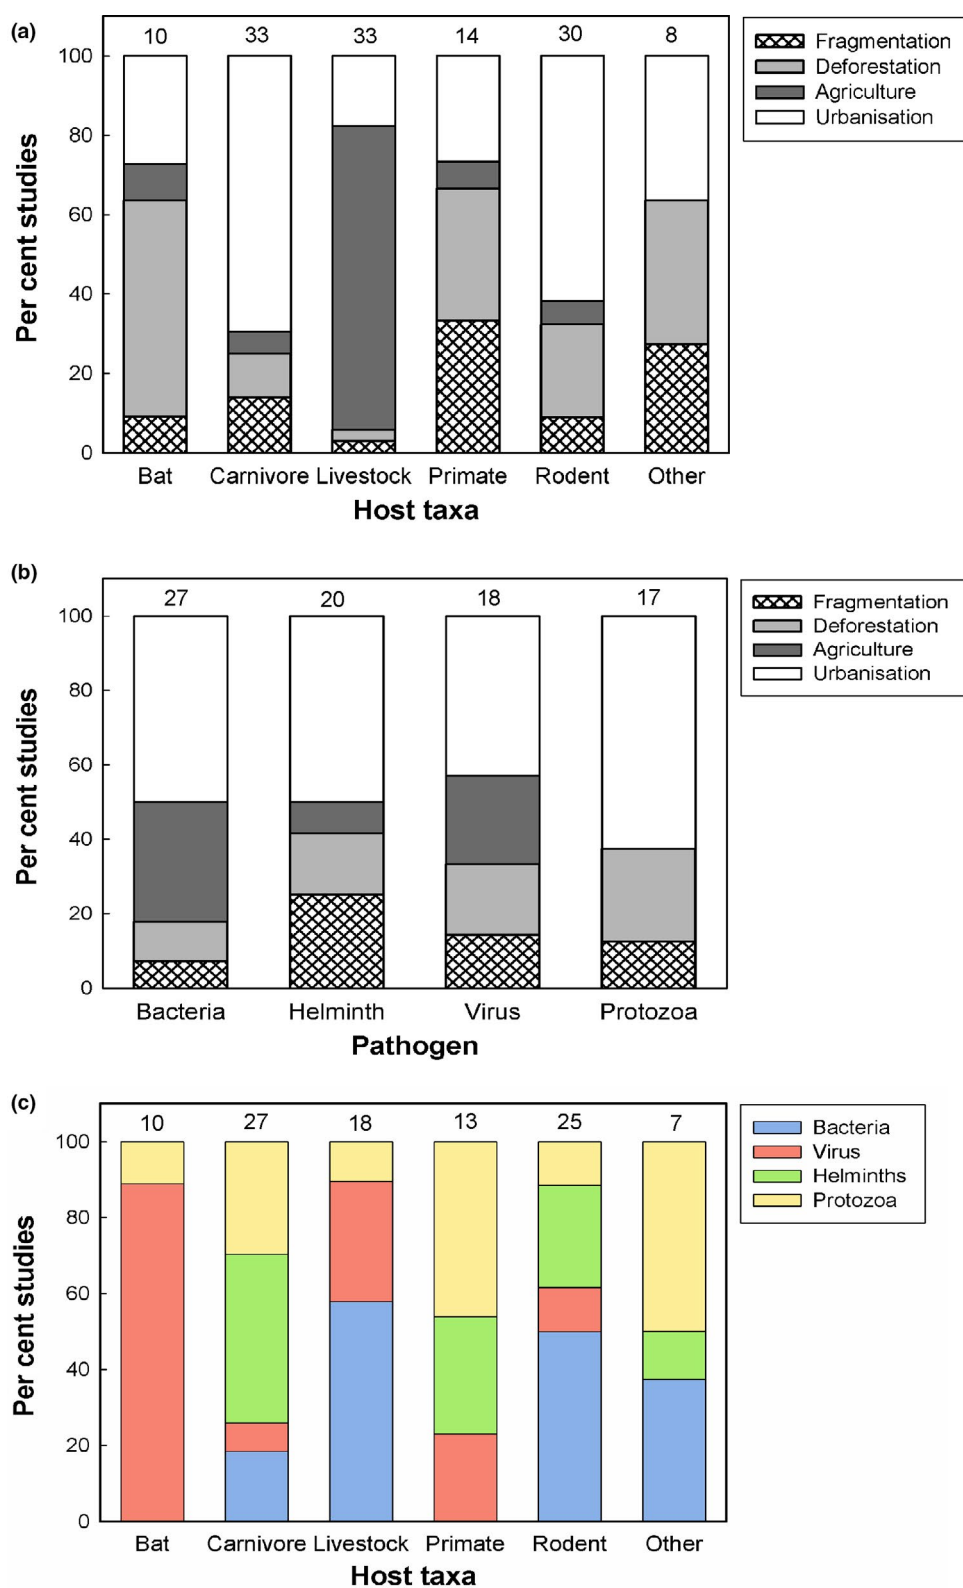 (a)
10 33 33 14 30 8
100
80
60
40
20
0
Per cent studies
Bat Carnivore Livestock Primate Rodent Other
Host taxa
Fragmentation
Deforestation
Agriculture
Urbanisation
(b)
27 20 18 17
100
80
60
40
20
0
Per cent studies
Bacteria Helminth Virus Protozoa
Pathogen
Fragmentation
Deforestation
Agriculture
Urbanisation
(c)
10 27 18 13 25 7
100
80
60
40
20
0
Per cent studies
Bat Carnivore Livestock Primate Rodent Other
Host taxa
Bacteria
Virus
Helminths
Protozoa